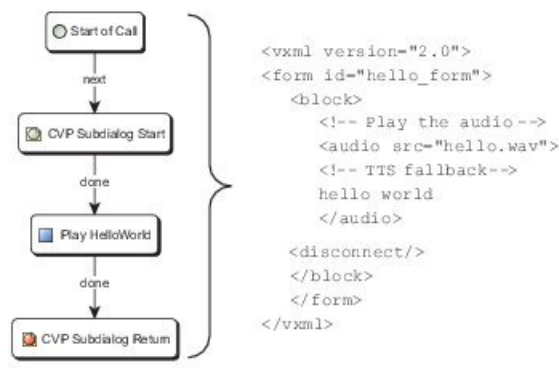 Start of Call
next
CVP Subdialog Start
done
Play HelloWorld
done
CVP Subdialog Return
<vxml version="2.0">
<form id="hello_form">
<block>
<!-- Play the audio-->
<audio src="hello.wav">
<!-- TTS fallback-->
hello world
</audio>
<disconnect/>
</block>
</form>
</vxml>